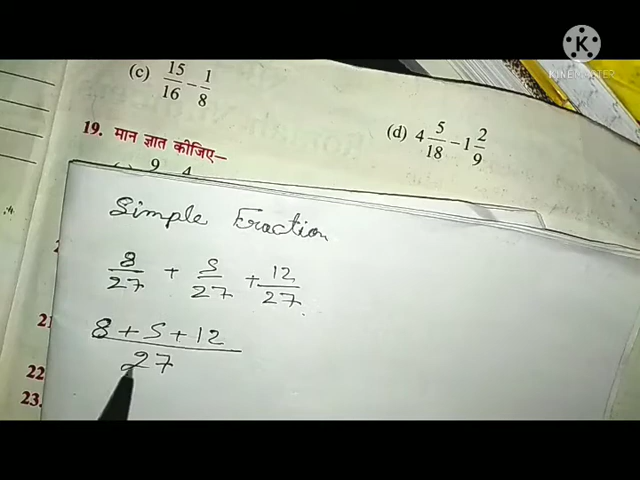 (c) 15/16 - 1/8
(d) 4 5/18 - 1 2/9
KINEMASTER
19. मान ज्ञात कीजिए–
Simple Fraction
8/27 + 5/27 + 12/27
8 + 5 + 12
27
21
22
23.